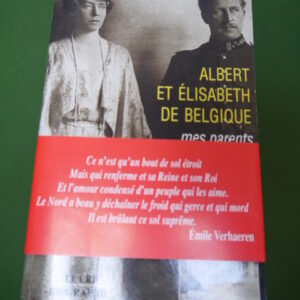 ALBERT
ET ÉLISABETH
DE BELGIQUE
mes parents
Ce n'est qu'un bout de sol étroit
Mais qui renferme et sa Reine et son Roi
Et l'amour condensé d'un peuple qui les aime.
Le Nord a beau y déchaîner le froid qui gerce et qui mord
Il est brûlant ce sol suprême.
Émile Verhaeren
LE CRI